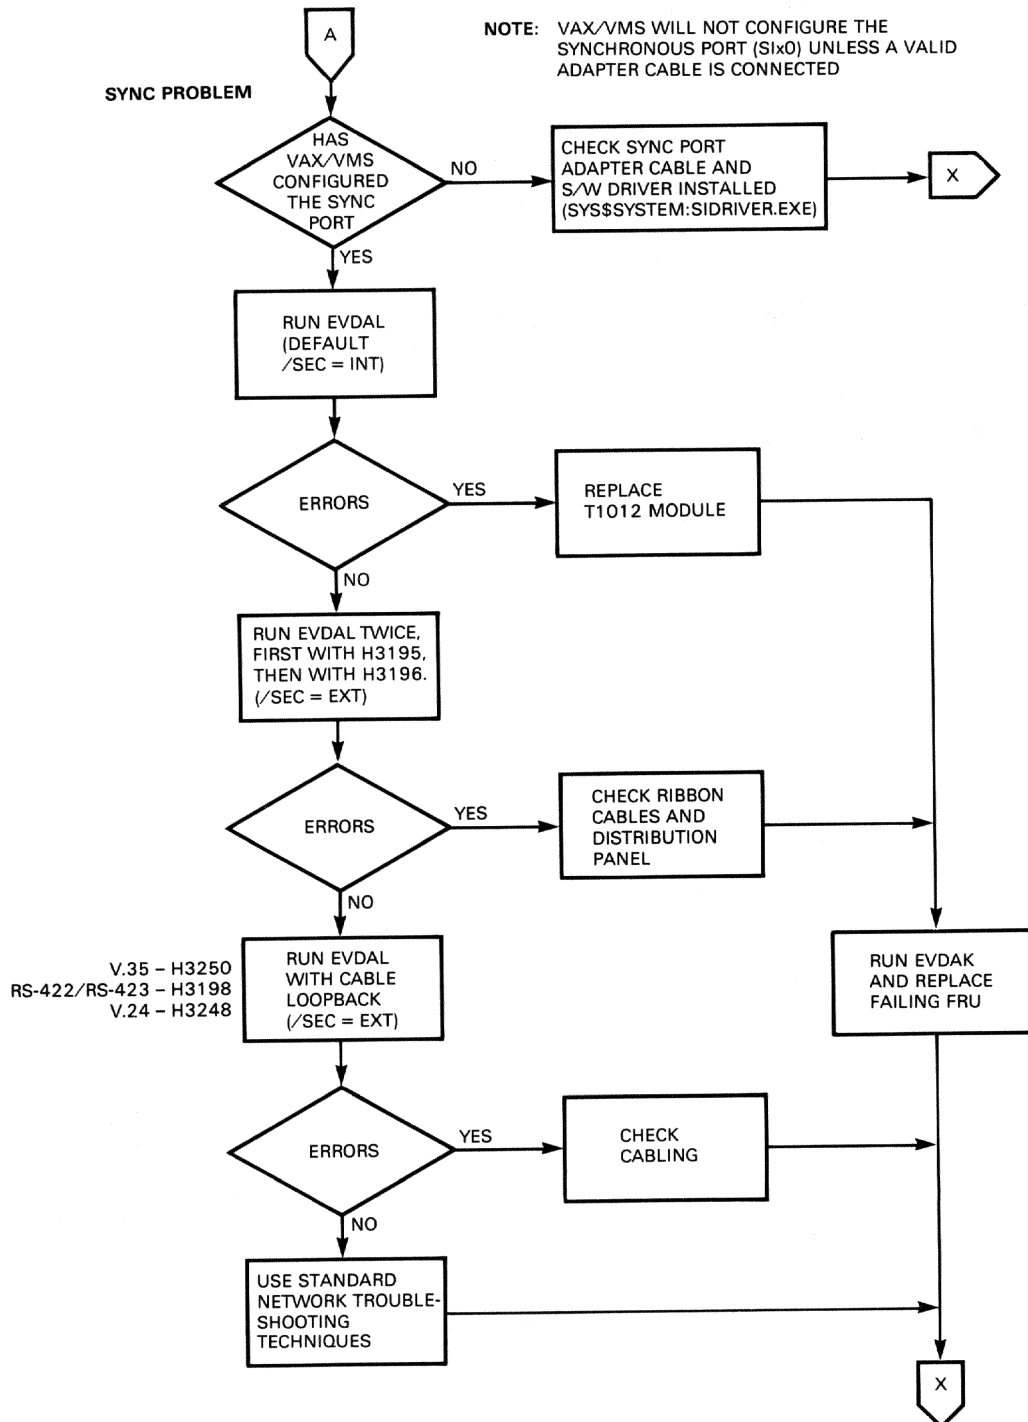 A
NOTE: VAX/VMS WILL NOT CONFIGURE THE
SYNCHRONOUS PORT (SIx0) UNLESS A VALID
ADAPTER CABLE IS CONNECTED
SYNC PROBLEM
HAS
VAX/VMS
CONFIGURED
THE SYNC
PORT
NO
CHECK SYNC PORT
ADAPTER CABLE AND
S/W DRIVER INSTALLED
(SYS$SYSTEM:SIDRIVER.EXE)
X
YES
RUN EVDAL
(DEFAULT
/SEC = INT)
ERRORS
YES
REPLACE
T1012 MODULE
NO
RUN EVDAL TWICE,
FIRST WITH H3195,
THEN WITH H3196.
(/SEC = EXT)
ERRORS
YES
CHECK RIBBON
CABLES AND
DISTRIBUTION
PANEL
NO
V.35 – H3250
RS-422/RS-423 – H3198
V.24 – H3248
RUN EVDAL
WITH CABLE
LOOPBACK
(/SEC = EXT)
RUN EVDAK
AND REPLACE
FAILING FRU
ERRORS
YES
CHECK
CABLING
NO
USE STANDARD
NETWORK TROUBLE-
SHOOTING
TECHNIQUES
X